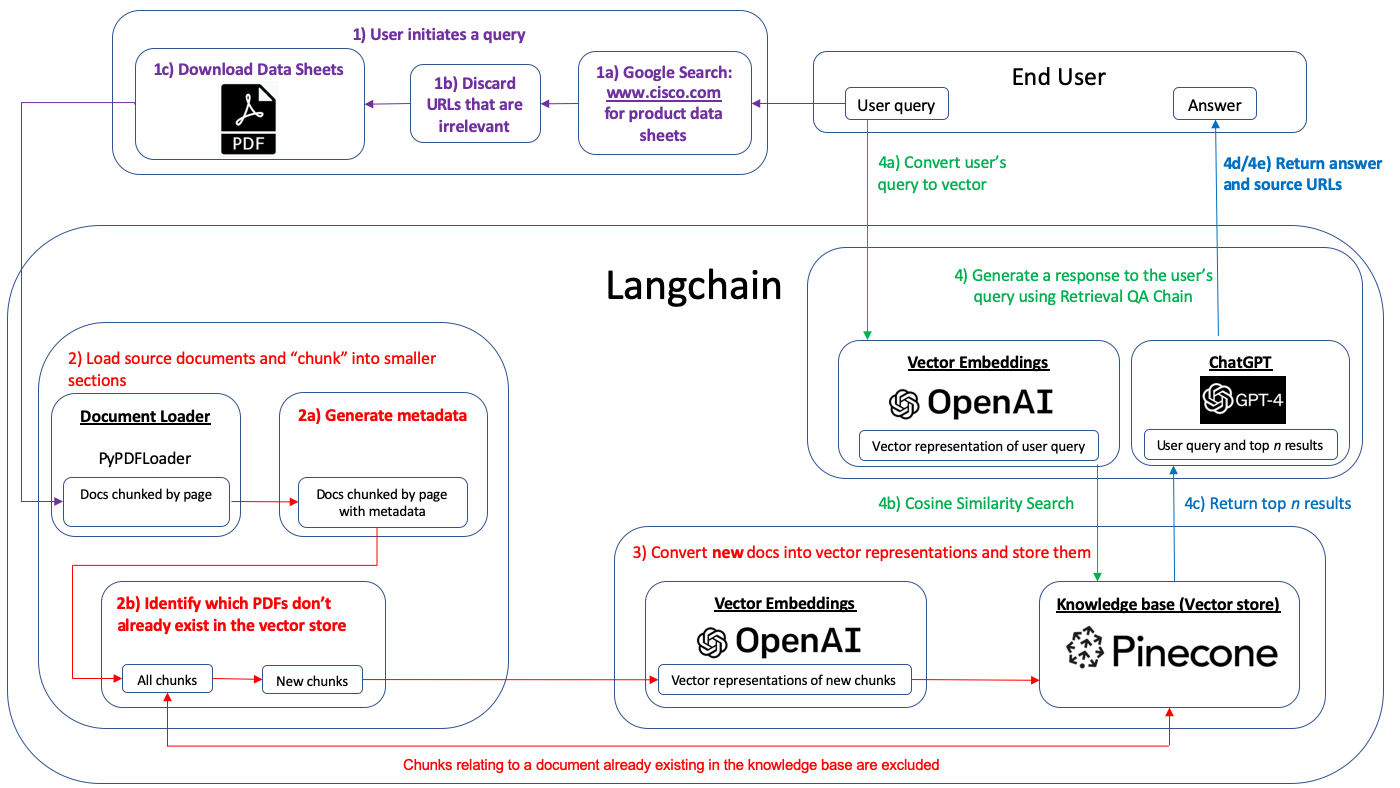 1) User initiates a query
1c) Download Data Sheets
PDF
1b) Discard
URLs that are
irrelevant
1a) Google Search:
www.cisco.com
for product data
sheets
End User
User query
Answer
4a) Convert user’s
query to vector
4d/4e) Return answer
and source URLs
Langchain
4) Generate a response to the user’s
query using Retrieval QA Chain
Vector Embeddings
OpenAI
Vector representation of user query
ChatGPT
GPT-4
User query and top n results
2) Load source documents and “chunk” into smaller
sections
Document Loader
PyPDFLoader
Docs chunked by page
2a) Generate metadata
Docs chunked by page
with metadata
4b) Cosine Similarity Search
4c) Return top n results
2b) Identify which PDFs don’t
already exist in the vector store
All chunks
New chunks
3) Convert new docs into vector representations and store them
Vector Embeddings
OpenAI
Vector representations of new chunks
Knowledge base (Vector store)
Pinecone
Chunks relating to a document already existing in the knowledge base are excluded